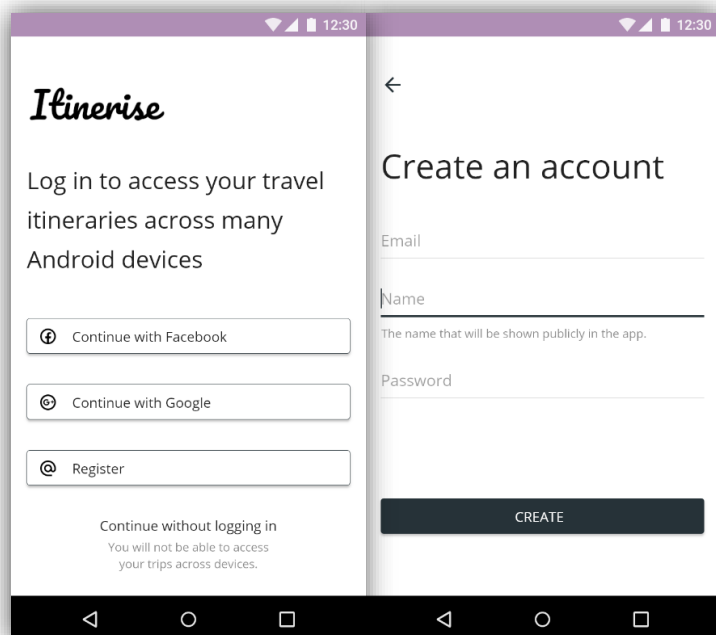 12:30
Itinerise
Log in to access your travel
itineraries across many
Android devices
Continue with Facebook
Continue with Google
Register
Continue without logging in
You will not be able to access
your trips across devices.
12:30
Create an account
Email
Name
The name that will be shown publicly in the app.
Password
CREATE